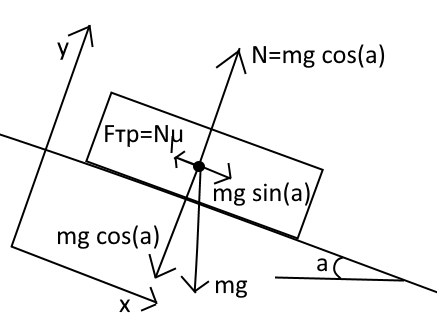 y
N=mg cos(a)
Fтр=Nμ
mg sin(a)
mg cos(a)
a
mg
x